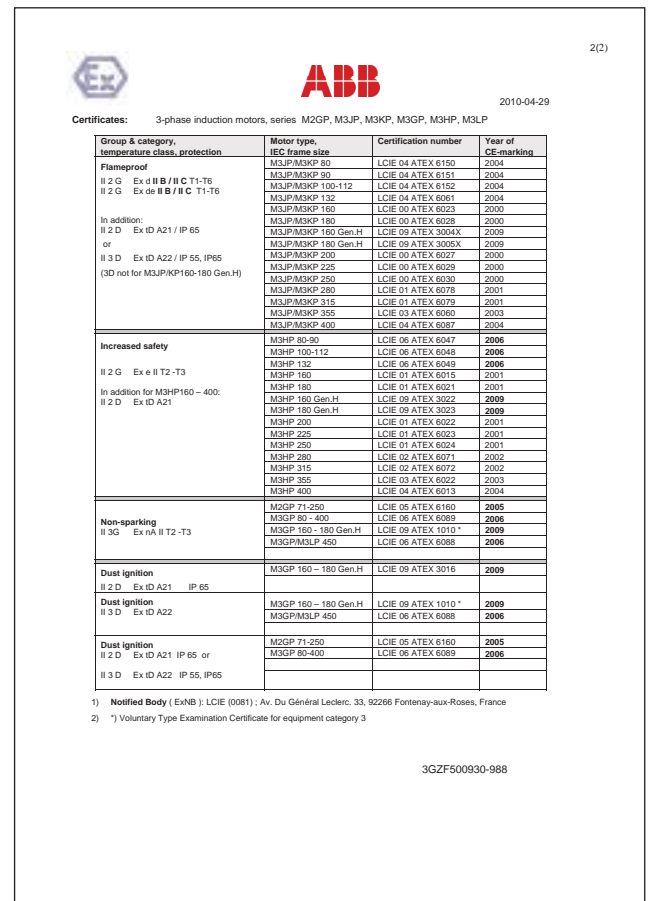 2(2)
Ex
ABB
2010-04-29
Certificates: 3-phase induction motors, series M2GP, M3JP, M3KP, M3GP, M3HP, M3LP
Group & category, temperature class, protection | Motor type, IEC frame size | Certification number | Year of CE-marking
Flameproof
II 2 G Ex d II B / II C T1-T6
II 2 G Ex de II B / II C T1-T6
In addition:
II 2 D Ex tD A21 / IP 65
or
II 3 D Ex tD A22 / IP 55, IP65
(3D not for M3JP/KP160-180 Gen.H)
M3JP/M3KP 80 LCIE 04 ATEX 6150 2004
M3JP/M3KP 90 LCIE 04 ATEX 6151 2004
M3JP/M3KP 100-112 LCIE 04 ATEX 6152 2004
M3JP/M3KP 132 LCIE 04 ATEX 6061 2004
M3JP/M3KP 160 LCIE 00 ATEX 6023 2000
M3JP/M3KP 180 LCIE 00 ATEX 6028 2000
M3JP/M3KP 160 Gen.H LCIE 09 ATEX 3004X 2009
M3JP/M3KP 180 Gen.H LCIE 09 ATEX 3005X 2009
M3JP/M3KP 200 LCIE 00 ATEX 6027 2000
M3JP/M3KP 225 LCIE 00 ATEX 6029 2000
M3JP/M3KP 250 LCIE 00 ATEX 6030 2000
M3JP/M3KP 280 LCIE 01 ATEX 6078 2001
M3JP/M3KP 315 LCIE 01 ATEX 6079 2001
M3JP/M3KP 355 LCIE 03 ATEX 6060 2003
M3JP/M3KP 400 LCIE 04 ATEX 6087 2004
Increased safety
II 2 G Ex e II T2 -T3
In addition for M3HP160 – 400:
II 2 D Ex tD A21
M3HP 80-90 LCIE 06 ATEX 6047 2006
M3HP 100-112 LCIE 06 ATEX 6048 2006
M3HP 132 LCIE 06 ATEX 6049 2006
M3HP 160 LCIE 01 ATEX 6015 2001
M3HP 180 LCIE 01 ATEX 6021 2001
M3HP 160 Gen.H LCIE 09 ATEX 3022 2009
M3HP 180 Gen.H LCIE 09 ATEX 3023 2009
M3HP 200 LCIE 01 ATEX 6022 2001
M3HP 225 LCIE 01 ATEX 6023 2001
M3HP 250 LCIE 01 ATEX 6024 2001
M3HP 280 LCIE 02 ATEX 6071 2002
M3HP 315 LCIE 02 ATEX 6072 2002
M3HP 355 LCIE 03 ATEX 6022 2003
M3HP 400 LCIE 04 ATEX 6013 2004
Non-sparking
II 3G Ex nA II T2 -T3
M2GP 71-250 LCIE 05 ATEX 6160 2005
M3GP 80 - 400 LCIE 06 ATEX 6089 2006
M3GP 160 - 180 Gen.H LCIE 09 ATEX 1010 * 2009
M3GP/M3LP 450 LCIE 06 ATEX 6088 2006
Dust ignition
II 2 D Ex tD A21 IP 65
M3GP 160 – 180 Gen.H LCIE 09 ATEX 3016 2009
Dust ignition
II 3 D Ex tD A22
M3GP 160 – 180 Gen.H LCIE 09 ATEX 1010 * 2009
M3GP/M3LP 450 LCIE 06 ATEX 6088 2006
Dust ignition
II 2 D Ex tD A21 IP 65 or
II 3 D Ex tD A22 IP 55, IP65
M2GP 71-250 LCIE 05 ATEX 6160 2005
M3GP 80-400 LCIE 06 ATEX 6089 2006
1) Notified Body ( ExNB ): LCIE (0081) ; Av. Du Général Leclerc. 33, 92266 Fontenay-aux-Roses, France
2) *) Voluntary Type Examination Certificate for equipment category 3
3GZF500930-988